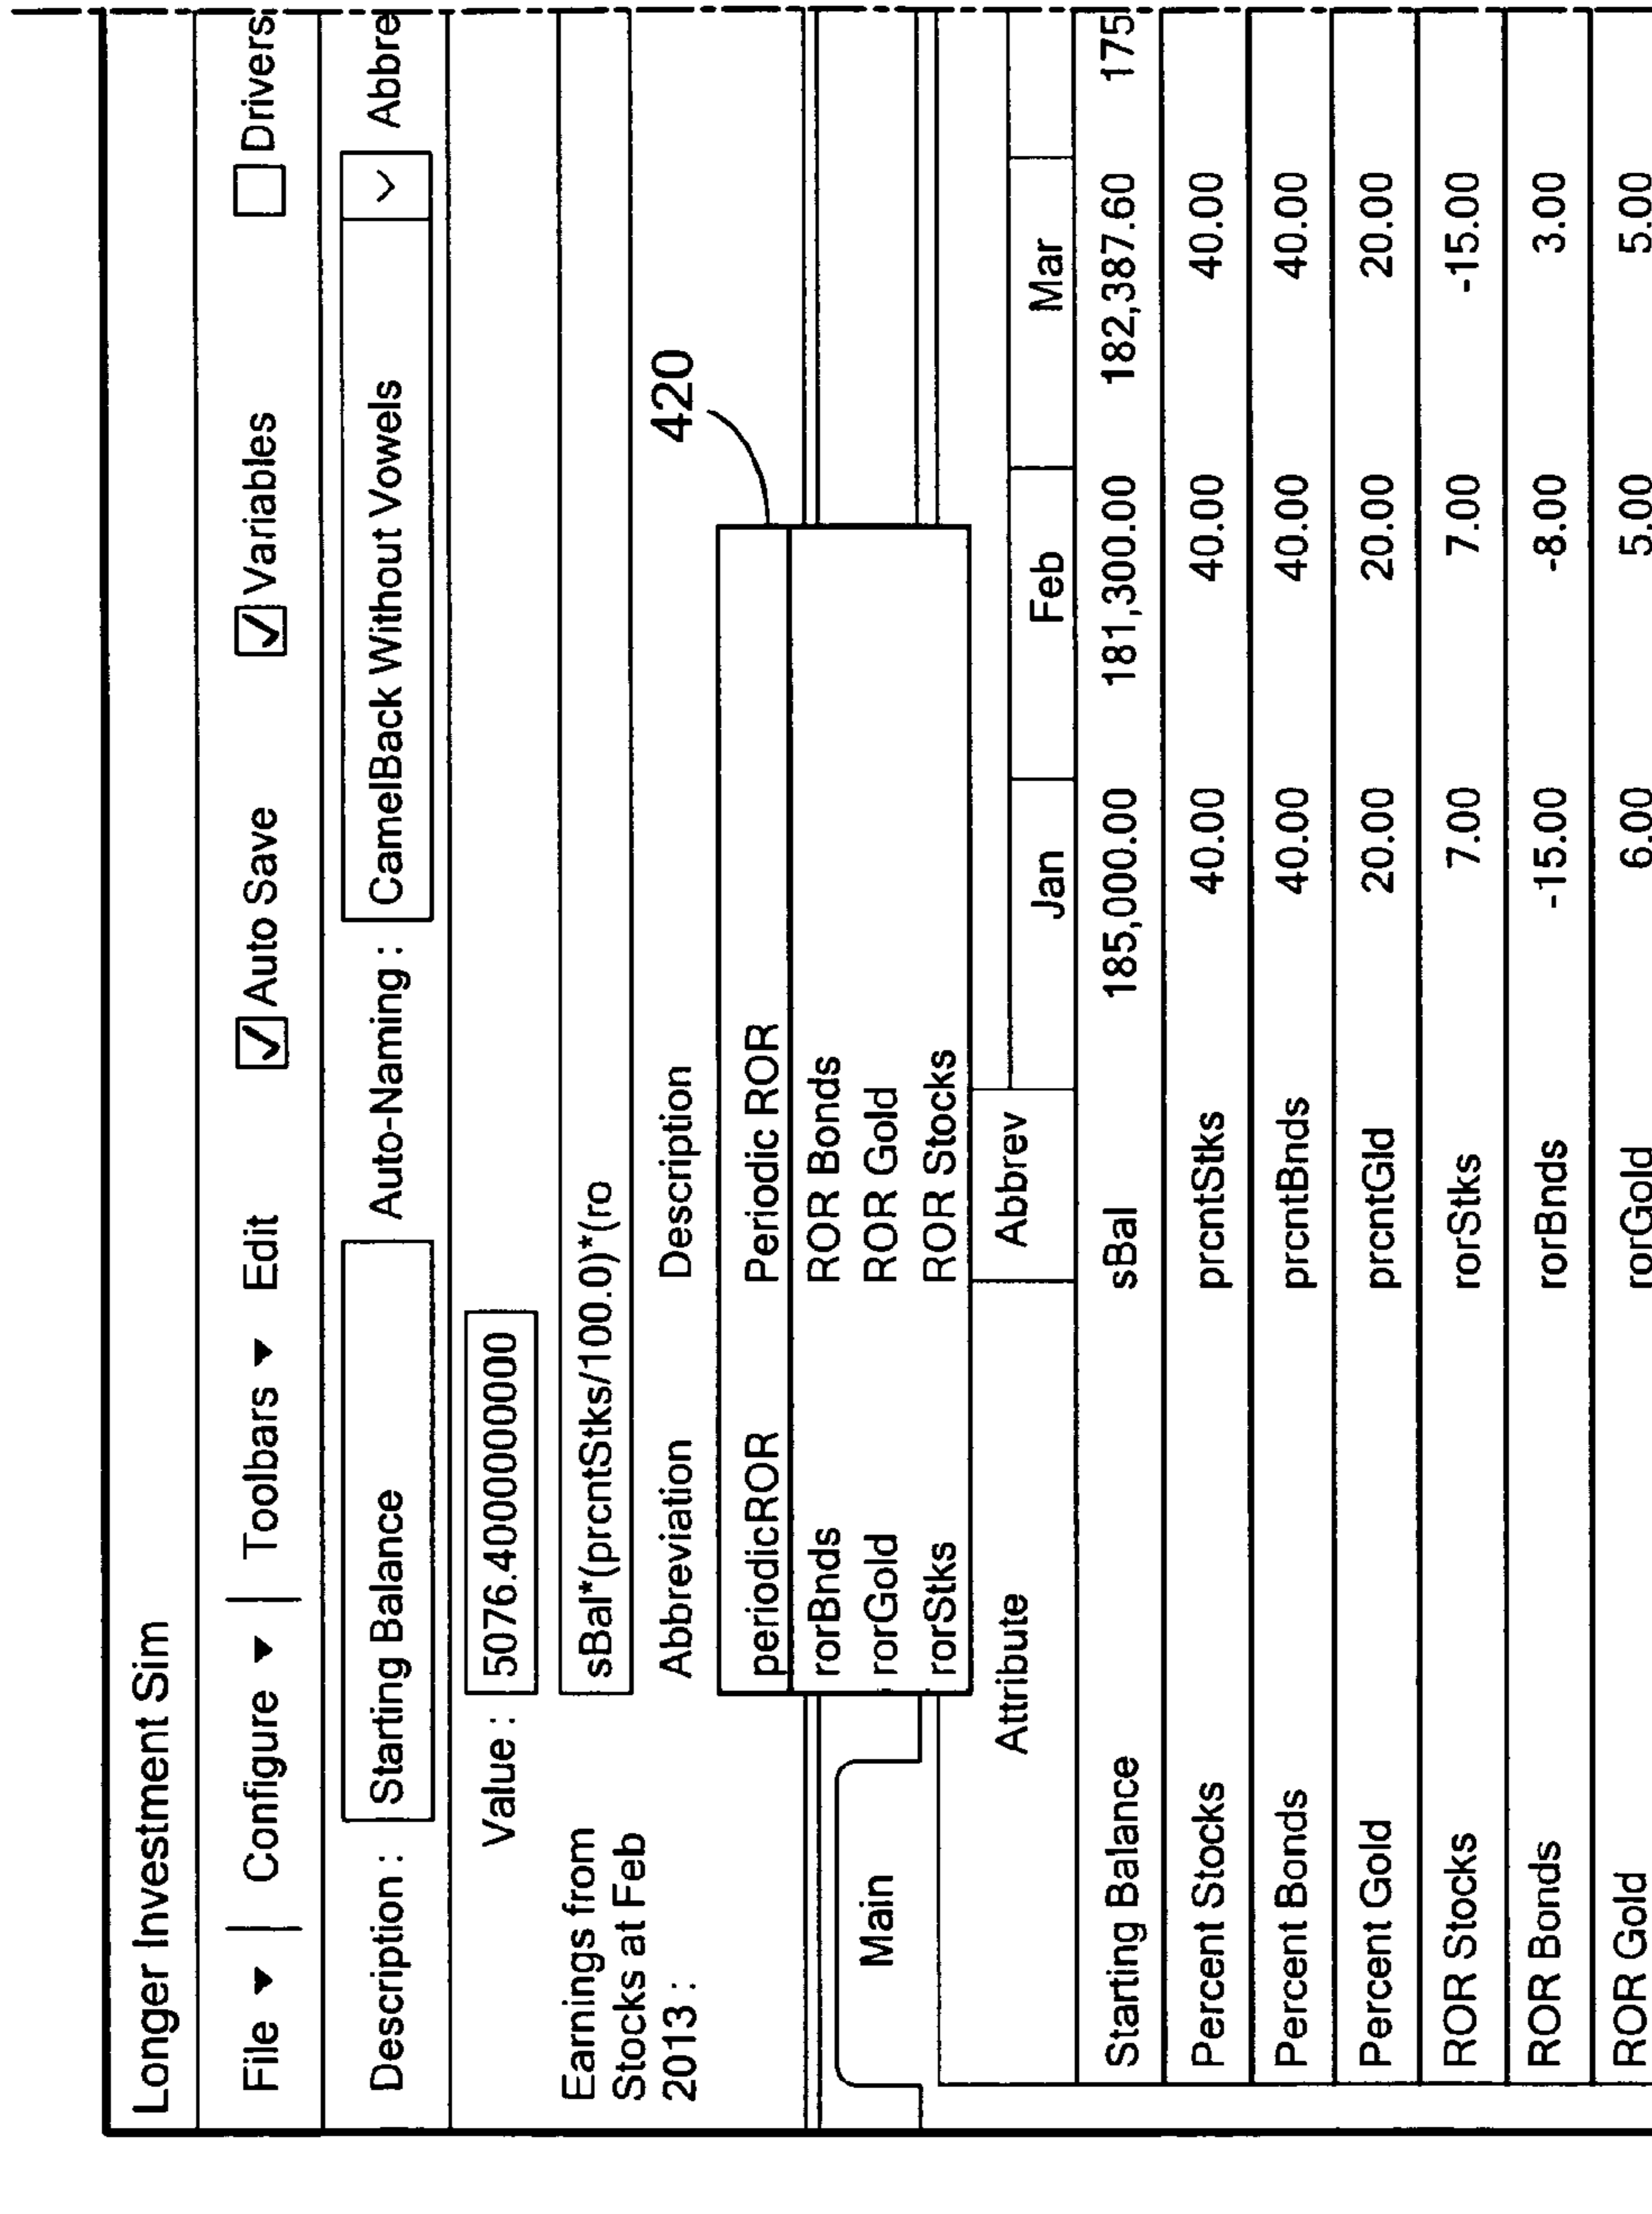 Longer Investment Sim
File ▼ | Configure ▼ | Toolbars ▼ Edit Auto Save Variables Drivers
Description : Starting Balance Auto-Naming : CamelBack Without Vowels Abbre
Value : 5076.4000000000
Earnings from
Stocks at Feb
2013 :
sBal*(prcntStks/100.0)*(ro
Abbreviation Description
420
periodicROR Periodic ROR
rorBnds ROR Bonds
rorGold ROR Gold
rorStks ROR Stocks
Main
Attribute Abbrev Jan Feb Mar
Starting Balance sBal 185,000.00 181,300.00 182,387.60 175
Percent Stocks prcntStks 40.00 40.00 40.00
Percent Bonds prcntBnds 40.00 40.00 40.00
Percent Gold prcntGld 20.00 20.00 20.00
ROR Stocks rorStks 7.00 7.00 -15.00
ROR Bonds rorBnds -15.00 -8.00 3.00
ROR Gold rorGold 6.00 5.00 5.00